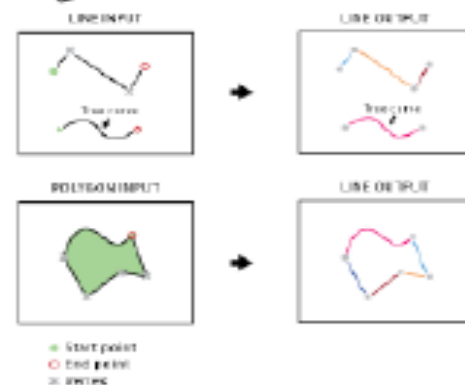 LINE INPUT
LINE OUTPUT
True curve
True curve
POLYGON INPUT
LINE OUTPUT
Start point
End point
Vertex